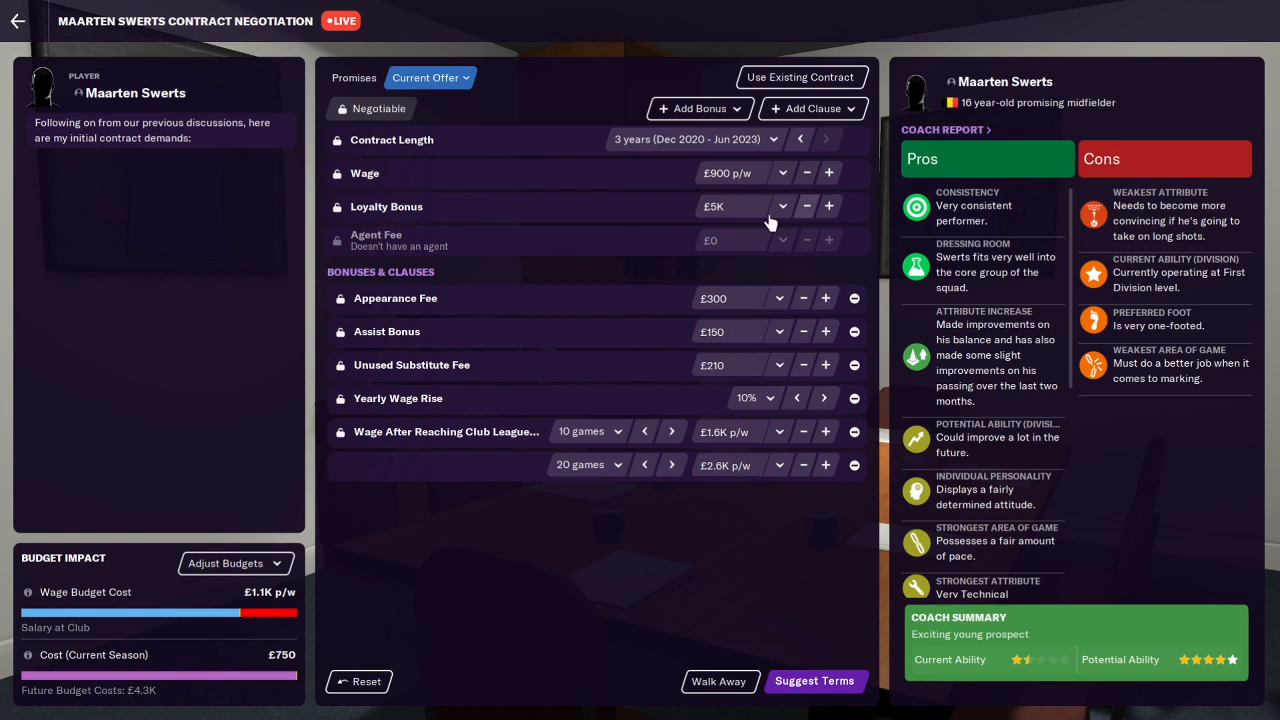 MAARTEN SWERTS CONTRACT NEGOTIATION
LIVE
PLAYER
Maarten Swerts
Following on from our previous discussions, here
are my initial contract demands:
BUDGET IMPACT
Adjust Budgets
Wage Budget Cost
£1.1K p/w
Salary at Club
Cost (Current Season)
£750
Future Budget Costs: £4.3K
Promises
Current Offer
Use Existing Contract
Negotiable
+ Add Bonus
+ Add Clause
Contract Length
3 years (Dec 2020 - Jun 2023)
Wage
£900 p/w
Loyalty Bonus
£5K
Agent Fee
Doesn't have an agent
£0
BONUSES & CLAUSES
Appearance Fee
£300
Assist Bonus
£150
Unused Substitute Fee
£210
Yearly Wage Rise
10%
Wage After Reaching Club League...
10 games
£1.6K p/w
20 games
£2.6K p/w
Reset
Walk Away
Suggest Terms
Maarten Swerts
16 year-old promising midfielder
COACH REPORT >
Pros
CONSISTENCY
Very consistent
performer.
DRESSING ROOM
Swerts fits very well into
the core group of the
squad.
ATTRIBUTE INCREASE
Made improvements on
his balance and has also
made some slight
improvements on his
passing over the last two
months.
POTENTIAL ABILITY (DIVISI...
Could improve a lot in the
future.
INDIVIDUAL PERSONALITY
Displays a fairly
determined attitude.
STRONGEST AREA OF GAME
Possesses a fair amount
of pace.
STRONGEST ATTRIBUTE
Very Technical
Cons
WEAKEST ATTRIBUTE
Needs to become more
convincing if he's going to
take on long shots.
CURRENT ABILITY (DIVISION)
Currently operating at First
Division level.
PREFERRED FOOT
Is very one-footed.
WEAKEST AREA OF GAME
Must do a better job when it
comes to marking.
COACH SUMMARY
Exciting young prospect
Current Ability
Potential Ability